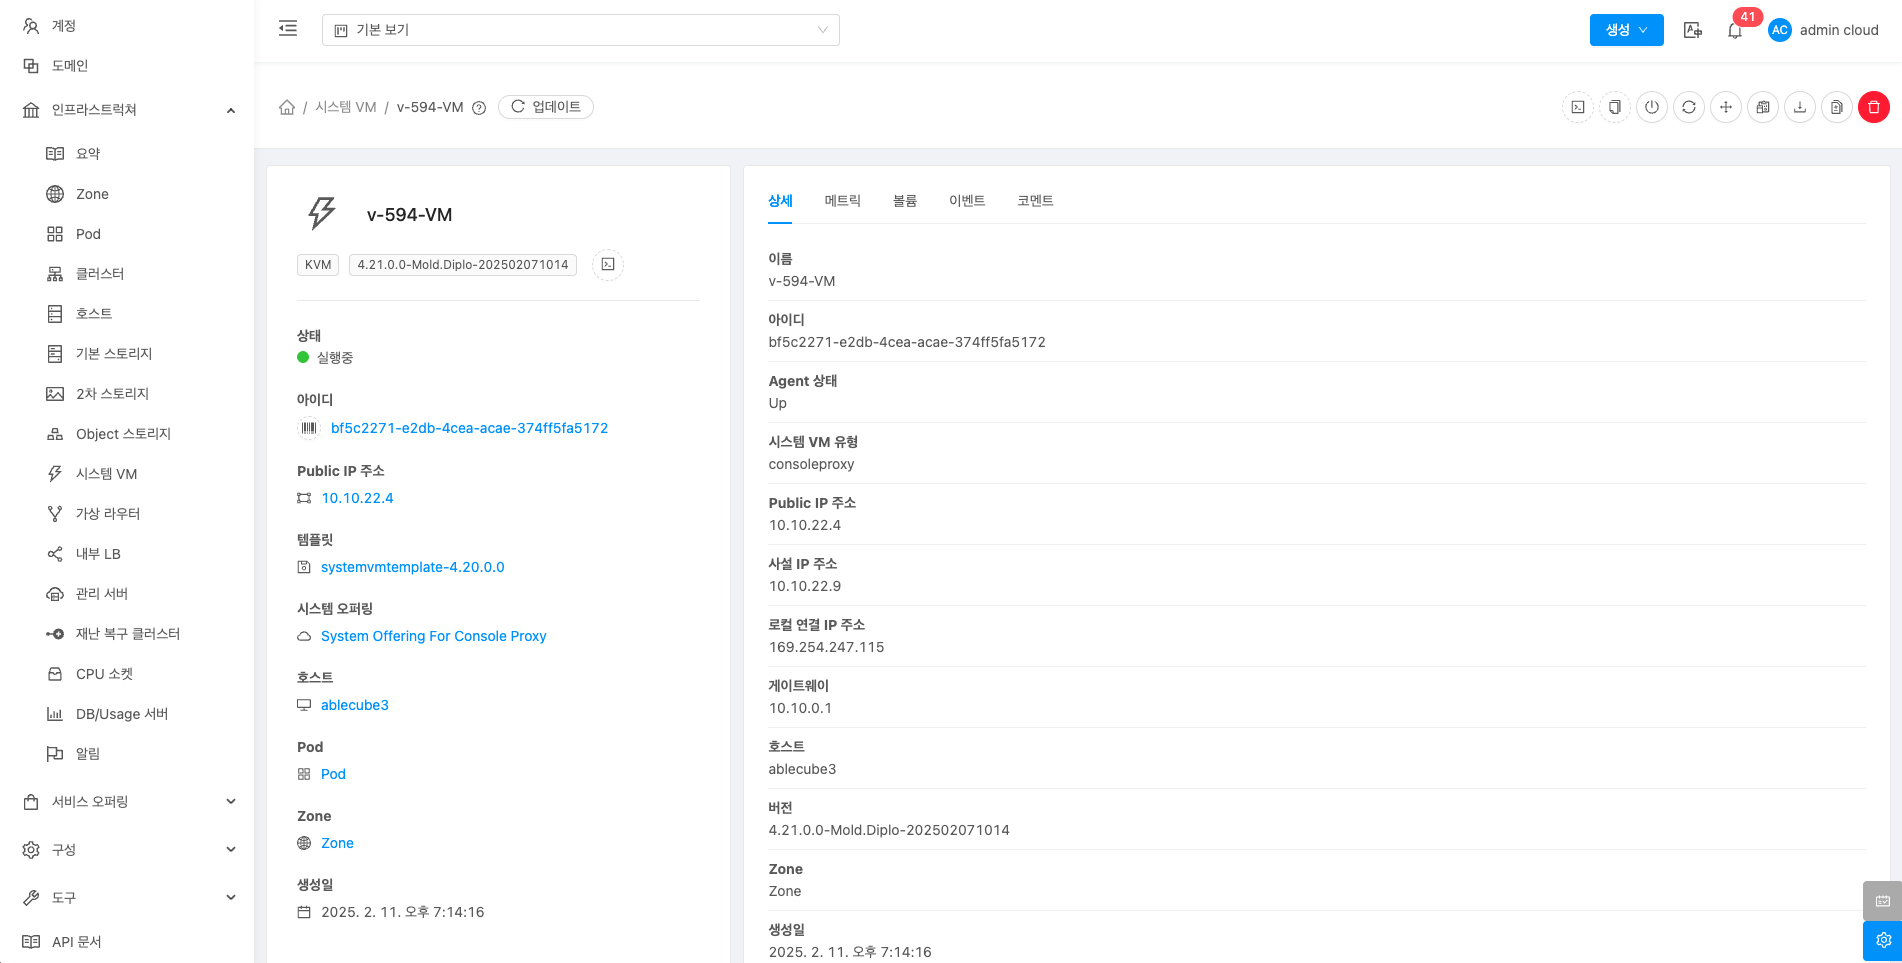 계정
도메인
인프라스트럭쳐
요약
Zone
Pod
클러스터
호스트
기본 스토리지
2차 스토리지
Object 스토리지
시스템 VM
가상 라우터
내부 LB
관리 서버
재난 복구 클러스터
CPU 소켓
DB/Usage 서버
알림
서비스 오퍼링
구성
도구
API 문서
기본 보기
생성
41
AC
admin cloud
/ 시스템 VM / v-594-VM
업데이트
v-594-VM
KVM
4.21.0.0-Mold.Diplo-202502071014
상태
실행중
아이디
bf5c2271-e2db-4cea-acae-374ff5fa5172
Public IP 주소
10.10.22.4
템플릿
systemvmtemplate-4.20.0.0
시스템 오퍼링
System Offering For Console Proxy
호스트
ablecube3
Pod
Pod
Zone
Zone
생성일
2025. 2. 11. 오후 7:14:16
상세 메트릭 볼륨 이벤트 코멘트
이름
v-594-VM
아이디
bf5c2271-e2db-4cea-acae-374ff5fa5172
Agent 상태
Up
시스템 VM 유형
consoleproxy
Public IP 주소
10.10.22.4
사설 IP 주소
10.10.22.9
로컬 연결 IP 주소
169.254.247.115
게이트웨이
10.10.0.1
호스트
ablecube3
버전
4.21.0.0-Mold.Diplo-202502071014
Zone
Zone
생성일
2025. 2. 11. 오후 7:14:16